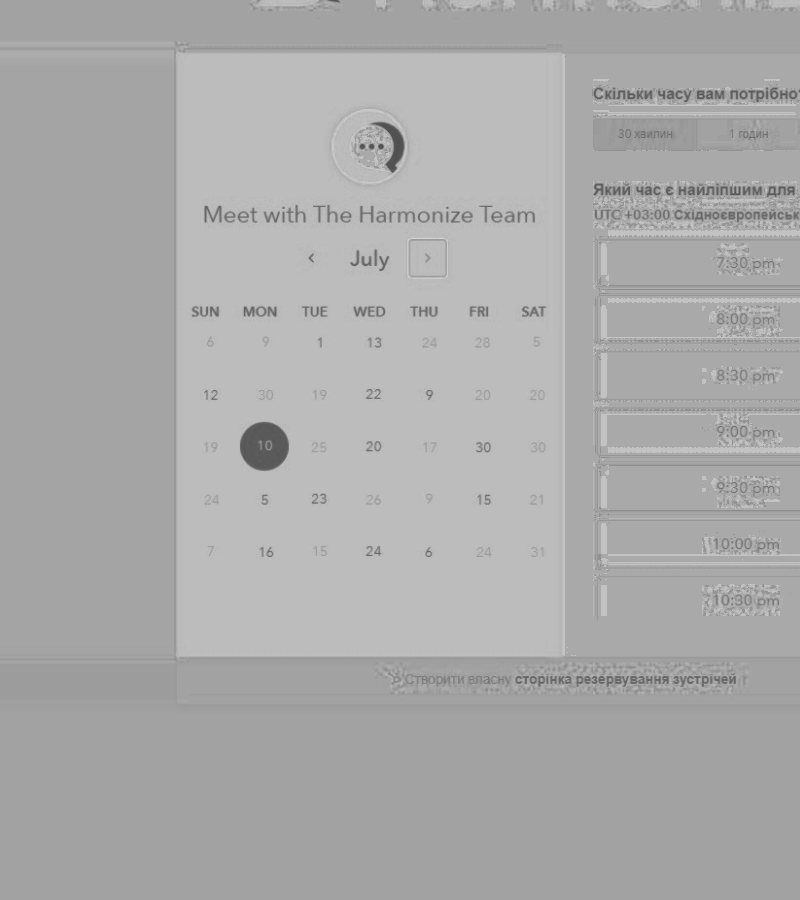 Meet with The Harmonize Team
July
SUN MON TUE WED THU FRI SAT
6 9 1 13 24 28 5
12 30 19 22 9 20 20
19 10 25 20 17 30 30
24 5 23 26 9 15 21
7 16 15 24 6 24 31
Скільки часу вам потрібно
30 хвилин 1 годин
Який час є найліпшим для
UTC +03:00
7:30 pm
8:00 pm
8:30 pm
9:00 pm
9:30 pm
10:00 pm
10:30 pm
Створити власну сторінка резервування зустрічей